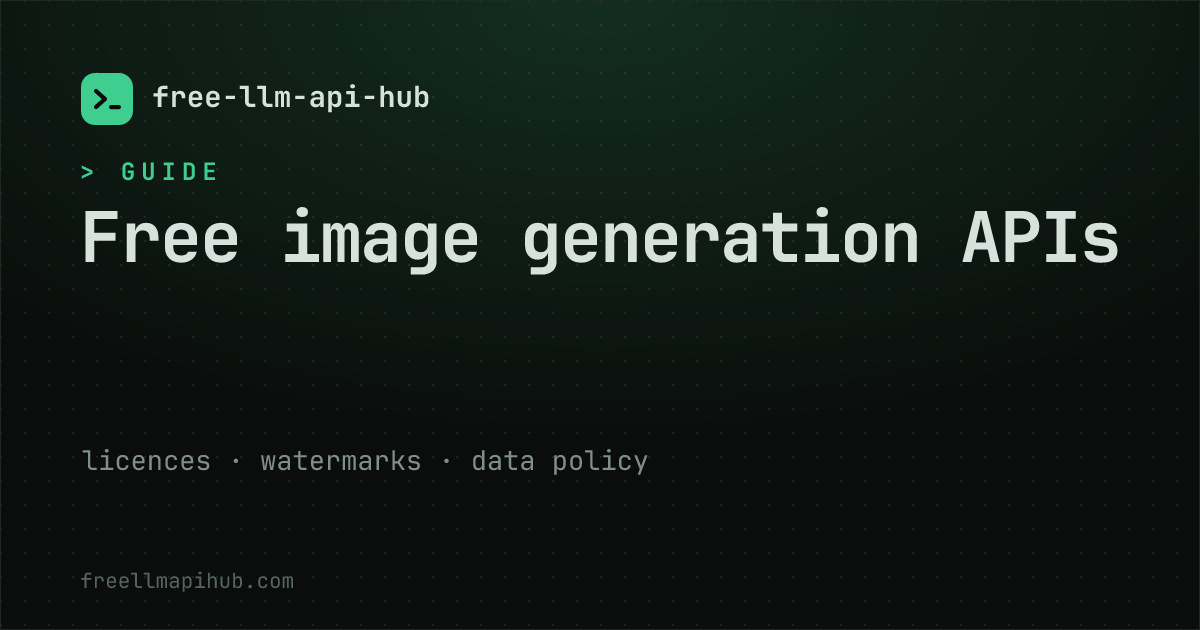 free-llm-api-hub
> GUIDE
Free image generation APIs
licences · watermarks · data policy
freellmapihub.com